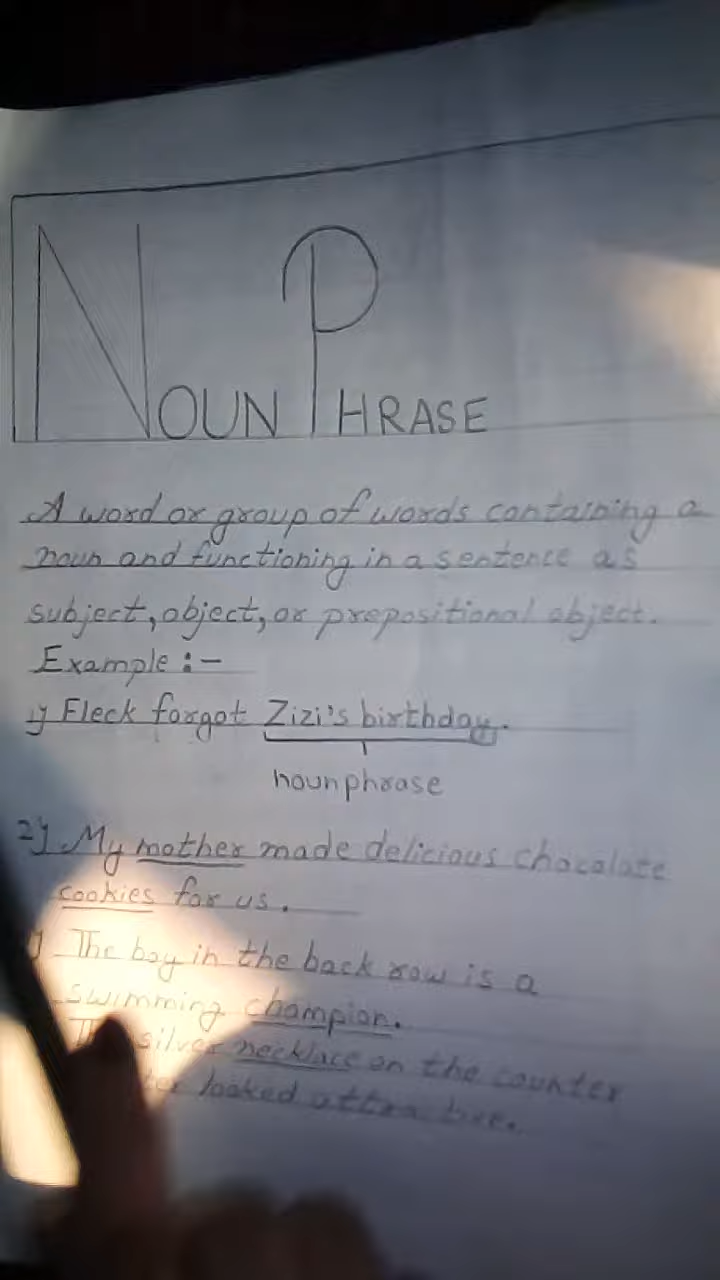 NOUN PHRASE
A word or group of words containing a
noun and functioning in a sentence as
subject, object, or prepositional object.
Example :-
1) Fleck forgot Zizi's birthday.
noun phrase
2) My mother made delicious chocolate
cookies for us.
The boy in the back row is a
swimming champion.
silver necklace on the counter
looked